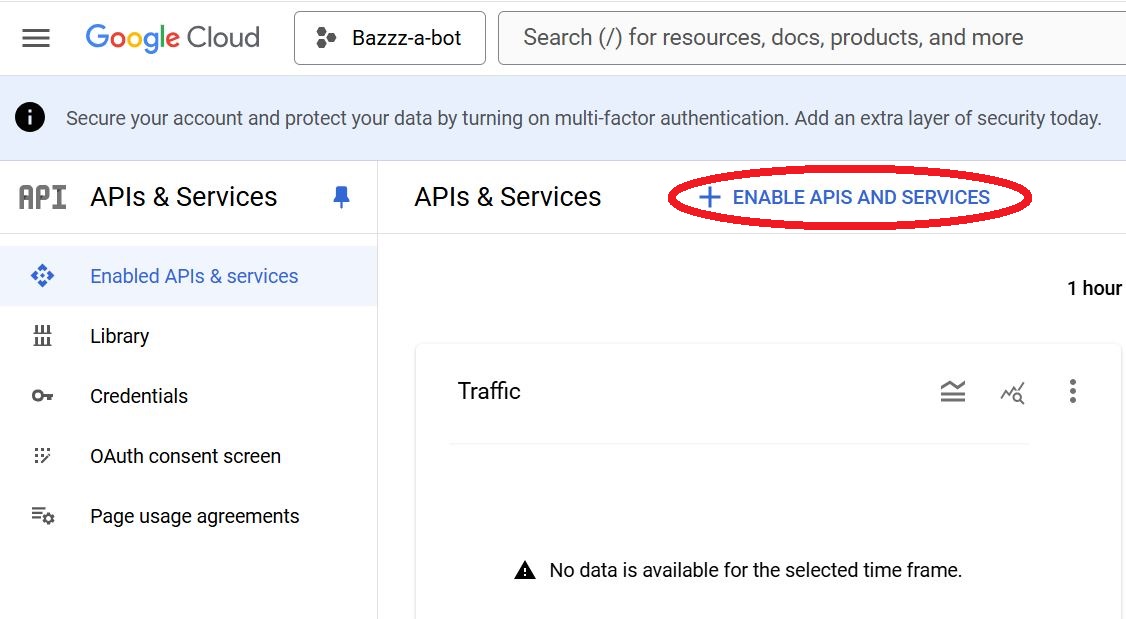 Google Cloud
Bazzz-a-bot
Search (/) for resources, docs, products, and more
Secure your account and protect your data by turning on multi-factor authentication. Add an extra layer of security today.
API
APIs & Services
APIs & Services
ENABLE APIS AND SERVICES
Enabled APIs & services
Library
Credentials
OAuth consent screen
Page usage agreements
1 hour
Traffic
No data is available for the selected time frame.